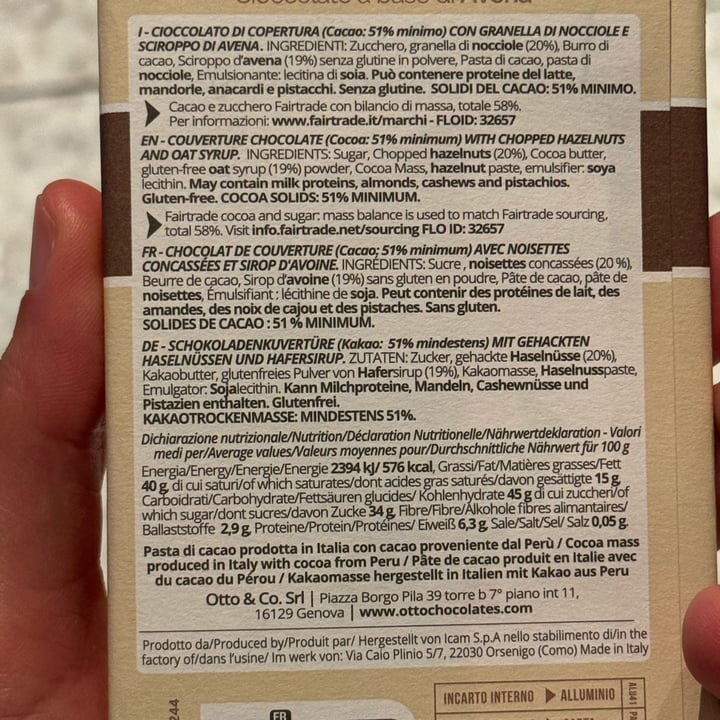 Cioccolato a base di Avena
I - CIOCCOLATO DI COPERTURA (Cacao: 51% minimo) CON GRANELLA DI NOCCIOLE E
SCIROPPO DI AVENA. INGREDIENTI: Zucchero, granella di nocciole (20%), Burro di
cacao, Sciroppo d'avena (19%) senza glutine in polvere, Pasta di cacao, pasta di
nocciole, Emulsionante: lecitina di soia. Può contenere proteine del latte,
mandorle, anacardi e pistacchi. Senza glutine. SOLIDI DEL CACAO: 51% MINIMO.
Cacao e zucchero Fairtrade con bilancio di massa, totale 58%.
Per informazioni: www.fairtrade.it/marchi - FLOID: 32657
EN - COUVERTURE CHOCOLATE (Cocoa: 51% minimum) WITH CHOPPED HAZELNUTS
AND OAT SYRUP. INGREDIENTS: Sugar, Chopped hazelnuts (20%), Cocoa butter,
gluten-free oat syrup (19%) powder, Cocoa Mass, hazelnut paste, emulsifier: soya
lecithin. May contain milk proteins, almonds, cashews and pistachios.
Gluten-free. COCOA SOLIDS: 51% MINIMUM.
Fairtrade cocoa and sugar: mass balance is used to match Fairtrade sourcing,
total 58%. Visit info.fairtrade.net/sourcing FLO ID: 32657
FR - CHOCOLAT DE COUVERTURE (Cacao; 51% minimum) AVEC NOISETTES
CONCASSÉES ET SIROP D'AVOINE. INGRÉDIENTS: Sucre , noisettes concassées (20 %),
Beurre de cacao, Sirop d'avoine (19%) sans gluten en poudre, Pâte de cacao, pâte de
noisettes, Émulsifiant : lécithine de soja. Peut contenir des protéines de lait, des
amandes, des noix de cajou et des pistaches. Sans gluten.
SOLIDES DE CACAO : 51 % MINIMUM.
DE - SCHOKOLADENKUVERTÜRE (Kakao: 51% mindestens) MIT GEHACKTEN
HASELNÜSSEN UND HAFERSIRUP. ZUTATEN: Zucker, gehackte Haselnüsse (20%),
Kakaobutter, glutenfreies Pulver von Hafersirup (19%), Kakaomasse, Haselnusspaste,
Emulgator: Sojalecithin. Kann Milchproteine, Mandeln, Cashewnüsse und
Pistazien enthalten. Glutenfrei.
KAKAOTROCKENMASSE: MINDESTENS 51%.
Dichiarazione nutrizionale/Nutrition/Déclaration Nutritionelle/Nährwertdeklaration - Valori
medi per/Average values/Valeurs moyennes pour/Durchschnittliche Nährwert für 100 g
Energia/Energy/Energie/Energie 2394 kJ/ 576 kcal, Grassi/Fat/Matières grasses/Fett
40 g, di cui saturi/of which saturates/dont acides gras saturés/davon gesättigte 15 g,
Carboidrati/Carbohydrate/Fettsäuren glucides/ Kohlenhydrate 45 g di cui zuccheri/of
which sugar/dont sucres/davon Zucke 34 g, Fibre/Fibre/Alkohole fibres alimentaires/
Ballaststoffe 2,9 g, Proteine/Protein/Protéines/ Eiweiß 6,3 g, Sale/Salt/Sel/ Salz 0,05 g.
Pasta di cacao prodotta in Italia con cacao proveniente dal Perù / Cocoa mass
produced in Italy with cocoa from Peru / Pâte de cacao produit en Italie avec
du cacao du Pérou / Kakaomasse hergestellt in Italien mit Kakao aus Peru
Otto & Co. Srl | Piazza Borgo Pila 39 torre b 7° piano int 11,
16129 Genova | www.ottochocolates.com
Prodotto da/Produced by/Produit par/ Hergestellt von Icam S.p.A nello stabilimento di/in the
factory of/dans l'usine/ Im werk von: Via Caio Plinio 5/7, 22030 Orsenigo (Como) Made in Italy
INCARTO INTERNO ▶ ALLUMINIO
ALU41
244
FR